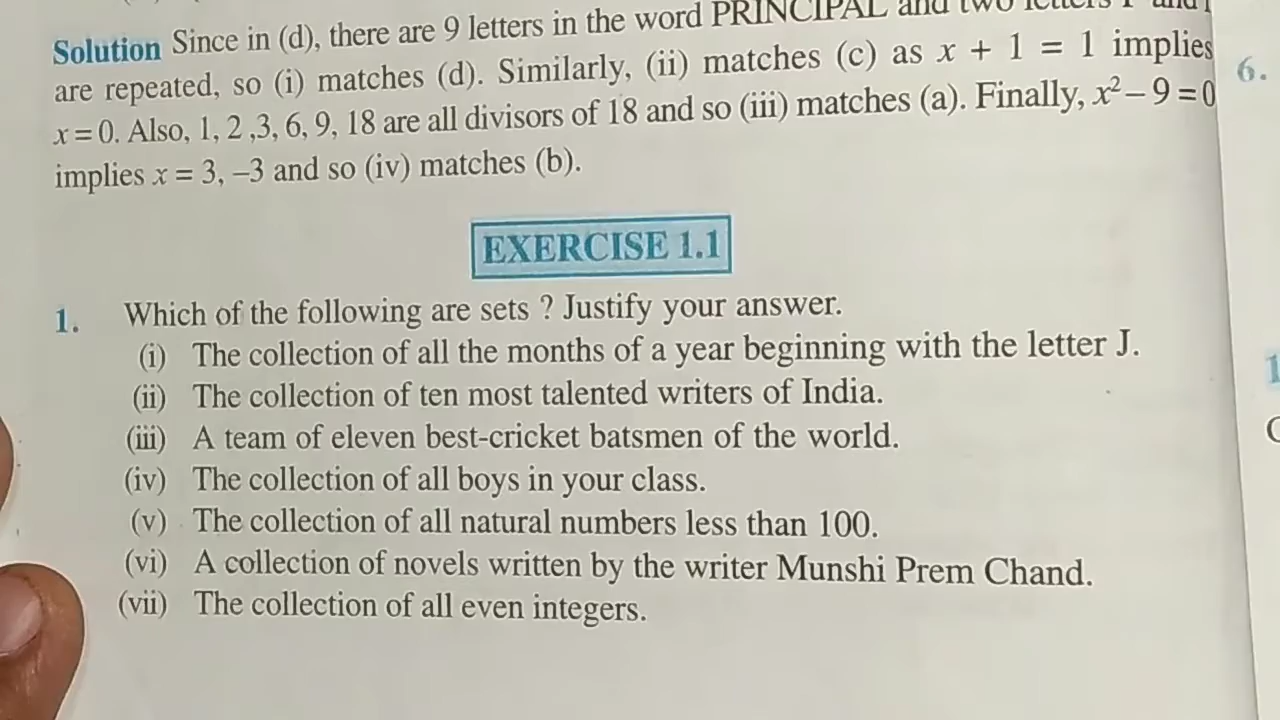 Solution Since in (d), there are 9 letters in the word PRINCIPAL and two letters P and I
are repeated, so (i) matches (d). Similarly, (ii) matches (c) as x + 1 = 1 implies
x = 0. Also, 1, 2 ,3, 6, 9, 18 are all divisors of 18 and so (iii) matches (a). Finally, x² – 9 = 0
implies x = 3, –3 and so (iv) matches (b).
EXERCISE 1.1
1. Which of the following are sets ? Justify your answer.
(i) The collection of all the months of a year beginning with the letter J.
(ii) The collection of ten most talented writers of India.
(iii) A team of eleven best-cricket batsmen of the world.
(iv) The collection of all boys in your class.
(v) The collection of all natural numbers less than 100.
(vi) A collection of novels written by the writer Munshi Prem Chand.
(vii) The collection of all even integers.
6.
1